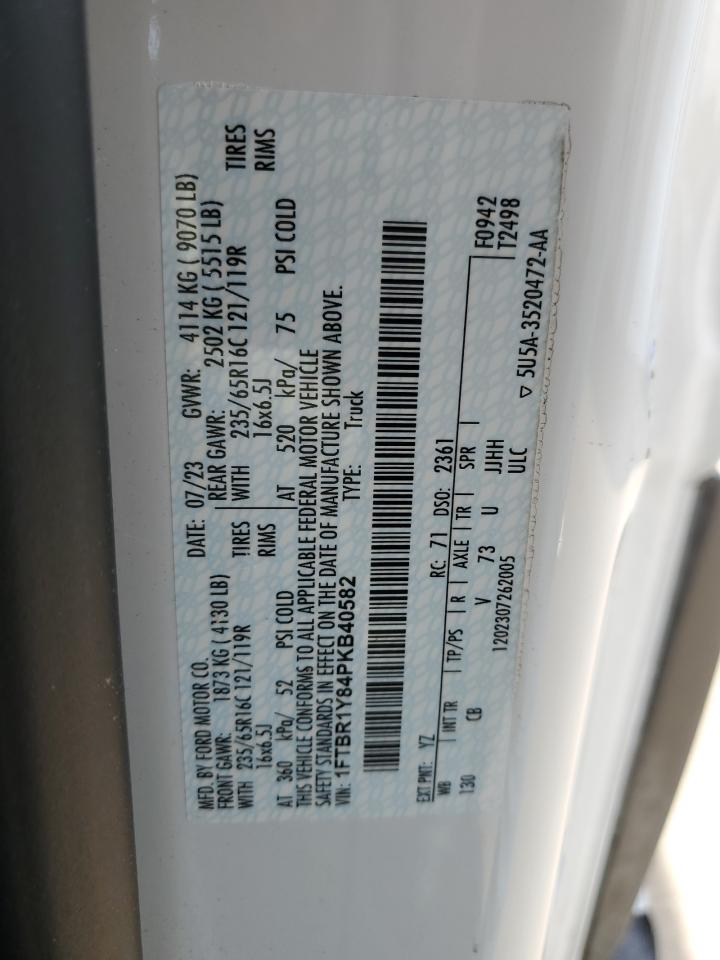 MFD. BY FORD MOTOR CO.
DATE: 07/23 GVWR: 4114 KG ( 9070 LB)
FRONT GAWR: 1873 KG ( 4130 LB) REAR GAWR: 2502 KG ( 5515 LB)
WITH 235/65R16C 121/119R TIRES WITH 235/65R16C 121/119R TIRES
16x6.5J RIMS 16x6.5J RIMS
AT 360 kPa/ 52 PSI COLD AT 520 kPa/ 75 PSI COLD
THIS VEHICLE CONFORMS TO ALL APPLICABLE FEDERAL MOTOR VEHICLE
SAFETY STANDARDS IN EFFECT ON THE DATE OF MANUFACTURE SHOWN ABOVE.
VIN: 1FTBR1Y84PKB40582 TYPE: Truck
EXT PNT: YZ RC: 71 DSO: 2361
WB INT TR TP/PS R AXLE TR SPR F0942
130 CB V 73 U JJHH T2498
1202307262005 ULC
▽ 5U5A-3520472-AA